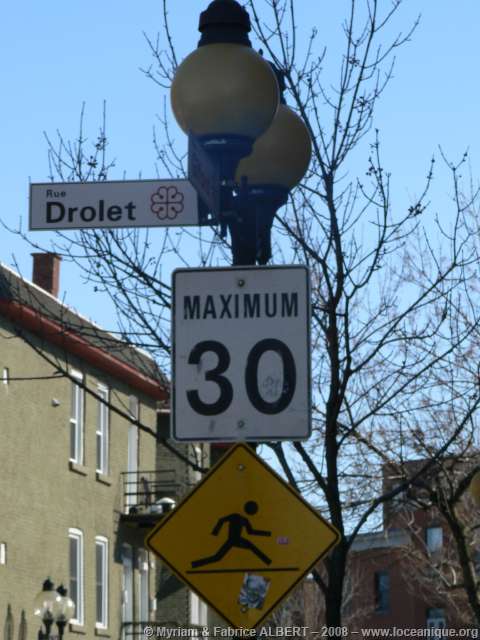 Rue
Drolet
MAXIMUM
30
© Myriam & Fabrice ALBERT – 2008 – www.loceanique.org